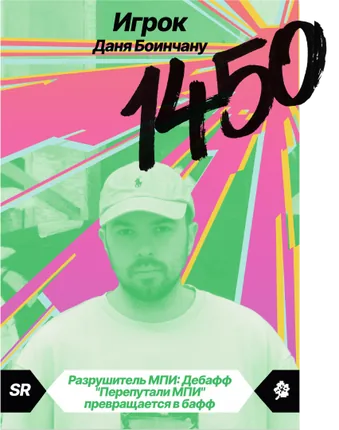 Игрок
Даня Боинчану
1450
Разрушитель МПИ: Дебафф
"Перепутали МПИ"
превращается в бафф
SR